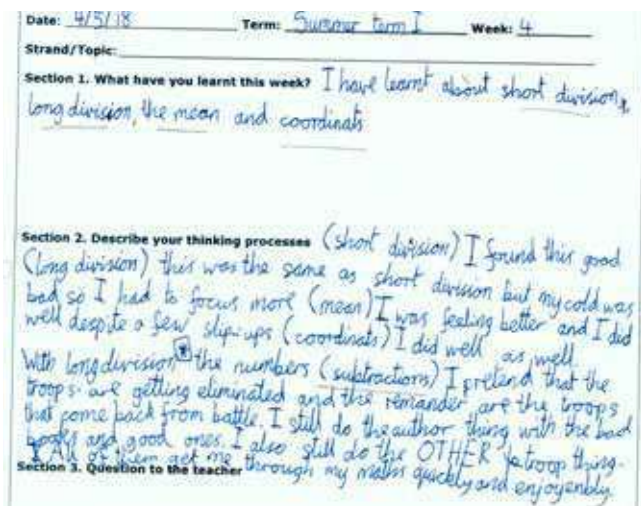 Date: 4/5/18 Term: Summer term I Week: 4
Strand/Topic:
Section 1. What have you learnt this week? I have learnt about short division,
long division, the mean and coordinats
Section 2. Describe your thinking processes (short division) I found this good
(long division) this was the same as short division but my cold was
bad so I had to focus more (mean) I was feeling better and I did
well despite a few slip-ups (coordinats) I did well as well
With long division * the numbers (subtractions) I pretend that the
troops are getting eliminated and the remander are the troops
that come back from battle. I still do the author thing with the bad
books and good ones. I also still do the OTHER troop thing.
* All of them get me through my maths quickly and enjoyenbly.
Section 3. Question to the teacher